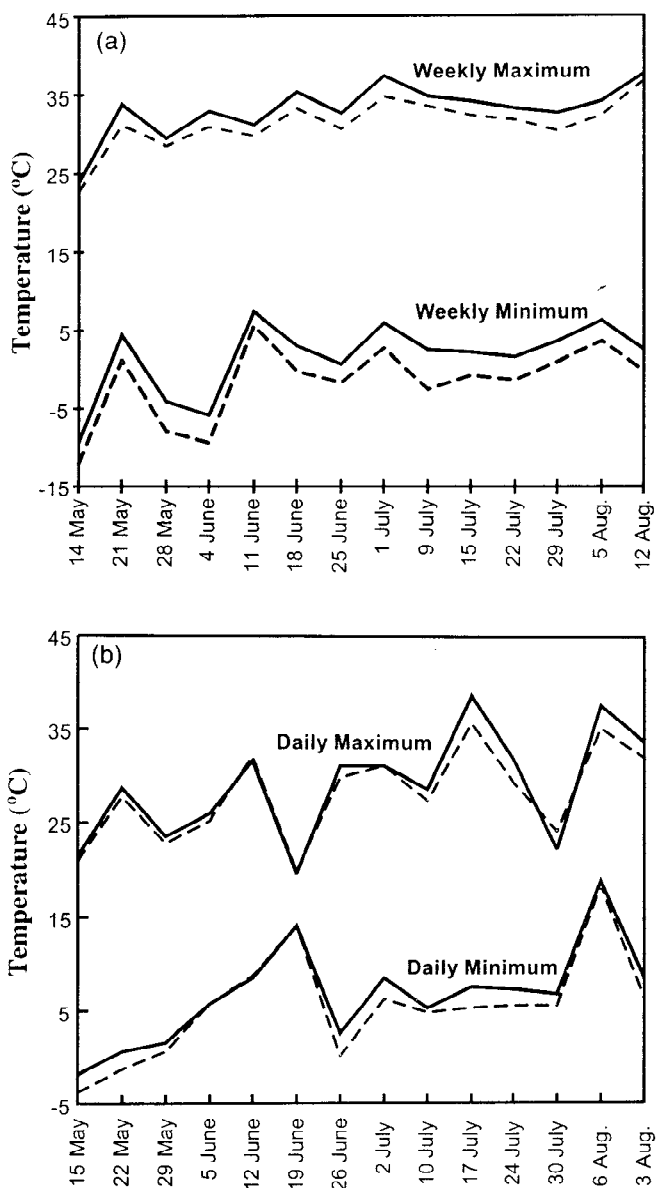 45
(a)
Weekly Maximum
35
25
Temperature (ºC)
15
Weekly Minimum
5
-5
-15
14 May
21 May
28 May
4 June
11 June
18 June
25 June
1 July
9 July
15 July
22 July
29 July
5 Aug.
12 Aug.
45
(b)
35
Daily Maximum
25
Temperature (ºC)
15
Daily Minimum
5
-5
15 May
22 May
29 May
5 June
12 June
19 June
26 June
2 July
10 July
17 July
24 July
30 July
6 Aug.
3 Aug.